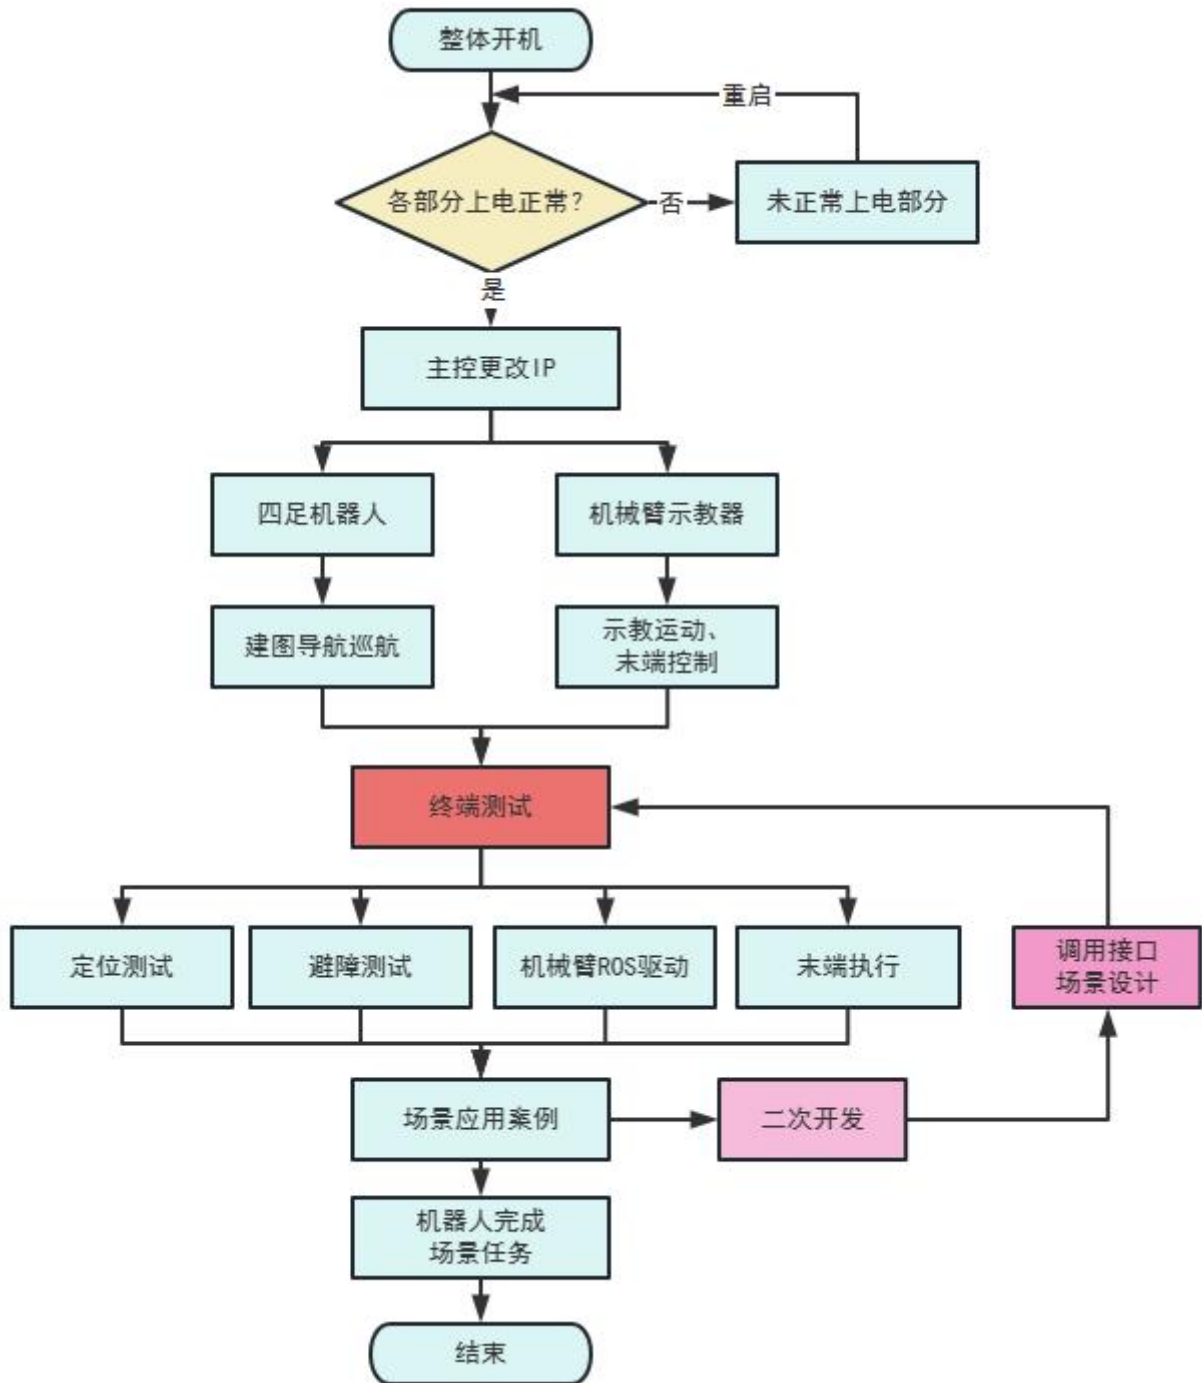 整体开机
重启
各部分上电正常？
否
未正常上电部分
是
主控更改IP
四足机器人
机械臂示教器
建图导航巡航
示教运动、
末端控制
终端测试
定位测试
避障测试
机械臂ROS驱动
末端执行
调用接口
场景设计
场景应用案例
二次开发
机器人完成
场景任务
结束